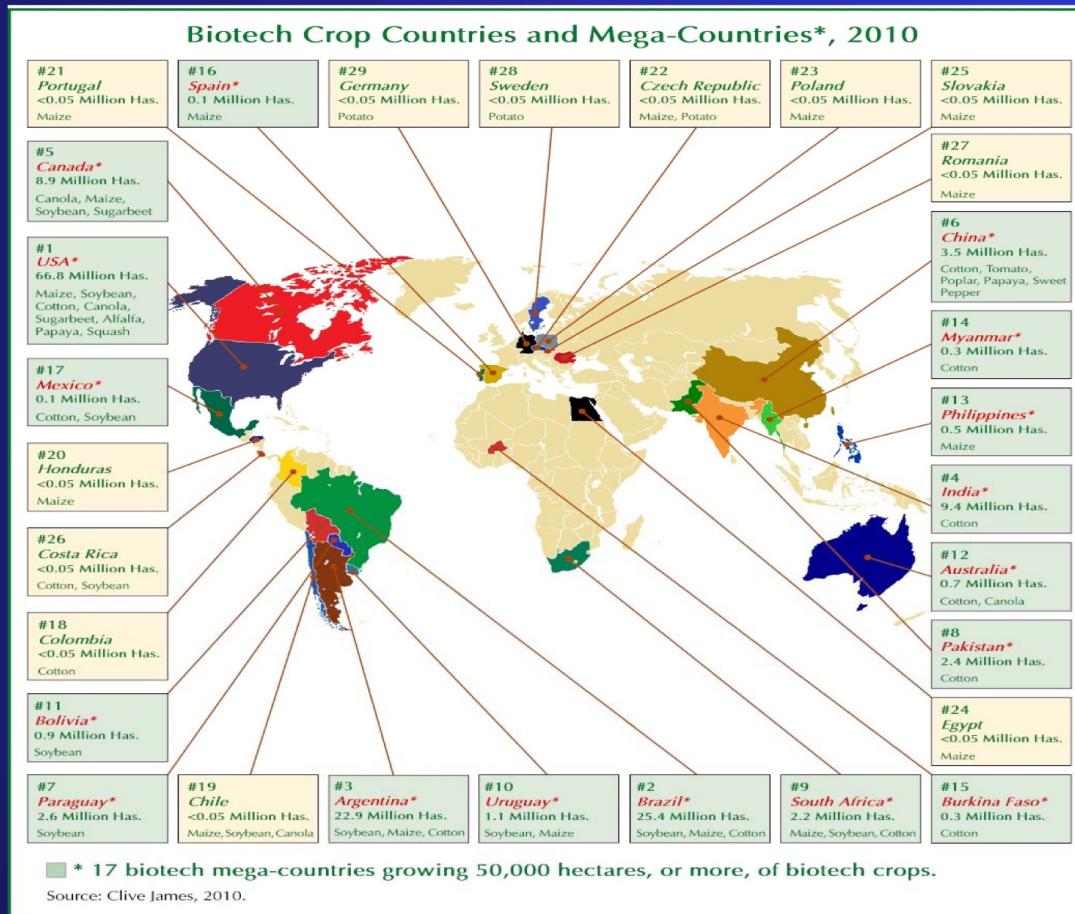 Biotech Crop Countries and Mega-Countries*, 2010
#21
Portugal
<0.05 Million Has.
Maize
#16
Spain*
0.1 Million Has.
Maize
#29
Germany
<0.05 Million Has.
Potato
#28
Sweden
<0.05 Million Has.
Potato
#22
Czech Republic
<0.05 Million Has.
Maize, Potato
#23
Poland
<0.05 Million Has.
Maize
#25
Slovakia
<0.05 Million Has.
Maize
#5
Canada*
8.9 Million Has.
Canola, Maize,
Soybean, Sugarbeet
#27
Romania
<0.05 Million Has.
Maize
#1
USA*
66.8 Million Has.
Maize, Soybean,
Cotton, Canola,
Sugarbeet, Alfalfa,
Papaya, Squash
#6
China*
3.5 Million Has.
Cotton, Tomato,
Poplar, Papaya, Sweet
Pepper
#14
Myanmar*
0.3 Million Has.
Cotton
#17
Mexico*
0.1 Million Has.
Cotton, Soybean
#13
Philippines*
0.5 Million Has.
Maize
#20
Honduras
<0.05 Million Has.
Maize
#4
India*
9.4 Million Has.
Cotton
#26
Costa Rica
<0.05 Million Has.
Cotton, Soybean
#12
Australia*
0.7 Million Has.
Cotton, Canola
#18
Colombia
<0.05 Million Has.
Cotton
#8
Pakistan*
2.4 Million Has.
Cotton
#11
Bolivia*
0.9 Million Has.
Soybean
#24
Egypt
<0.05 Million Has.
Maize
#7
Paraguay*
2.6 Million Has.
Soybean
#19
Chile
<0.05 Million Has.
Maize, Soybean, Canola
#3
Argentina*
22.9 Million Has.
Soybean, Maize, Cotton
#10
Uruguay*
1.1 Million Has.
Soybean, Maize
#2
Brazil*
25.4 Million Has.
Soybean, Maize, Cotton
#9
South Africa*
2.2 Million Has.
Maize, Soybean, Cotton
#15
Burkina Faso*
0.3 Million Has.
Cotton
* 17 biotech mega-countries growing 50,000 hectares, or more, of biotech crops.
Source: Clive James, 2010.